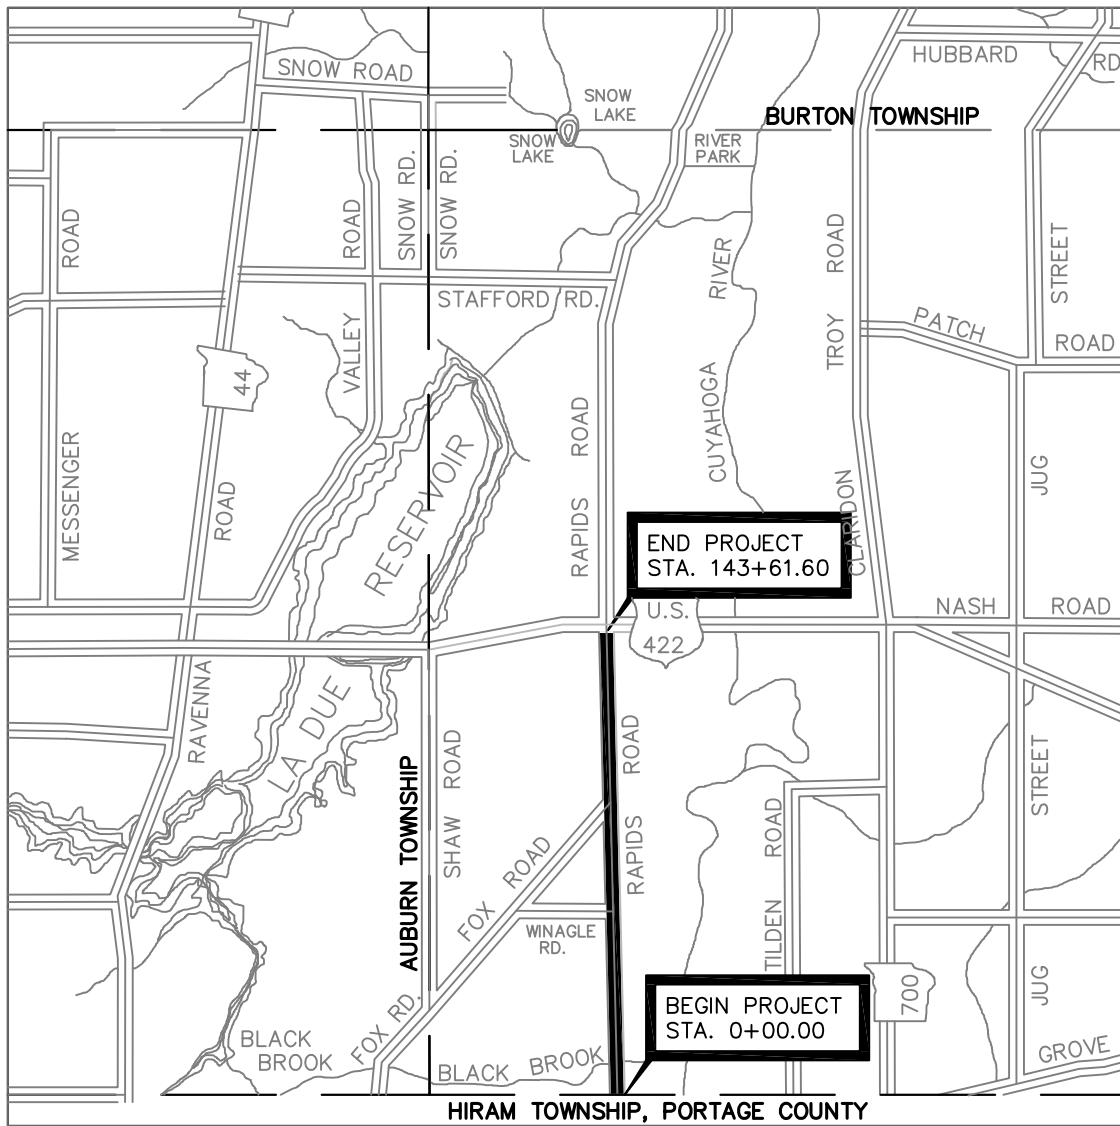 HUBBARD
RD
SNOW ROAD
SNOW
LAKE
BURTON TOWNSHIP
SNOW
LAKE
RIVER
PARK
ROAD
ROAD
SNOW RD.
SNOW RD.
STAFFORD RD.
RIVER
ROAD
STREET
TROY
PATCH
ROAD
44
VALLEY
CUYAHOGA
ROAD
MESSENGER
RESERVOIR
JUG
ROAD
RAPIDS
CLARIDON
END PROJECT
STA. 143+61.60
U.S.
422
NASH
ROAD
RAVENNA
LA DUE
ROAD
ROAD
STREET
AUBURN TOWNSHIP
SHAW
RAPIDS
ROAD
FOX ROAD
WINAGLE
RD.
TILDEN
BEGIN PROJECT
STA. 0+00.00
700
JUG
FOX RD.
BLACK
BROOK
BLACK BROOK
GROVE
HIRAM TOWNSHIP, PORTAGE COUNTY